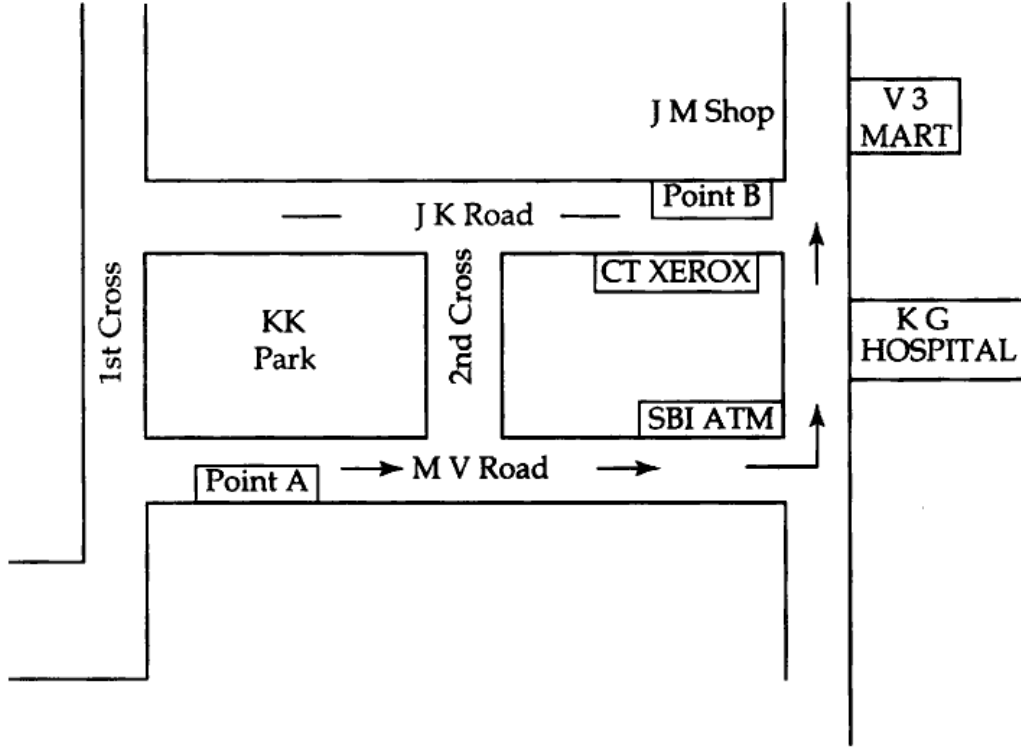 J M Shop
V 3
MART
Point B
J K Road
CT XEROX
1st Cross
KK
Park
2nd Cross
K G
HOSPITAL
SBI ATM
M V Road
Point A